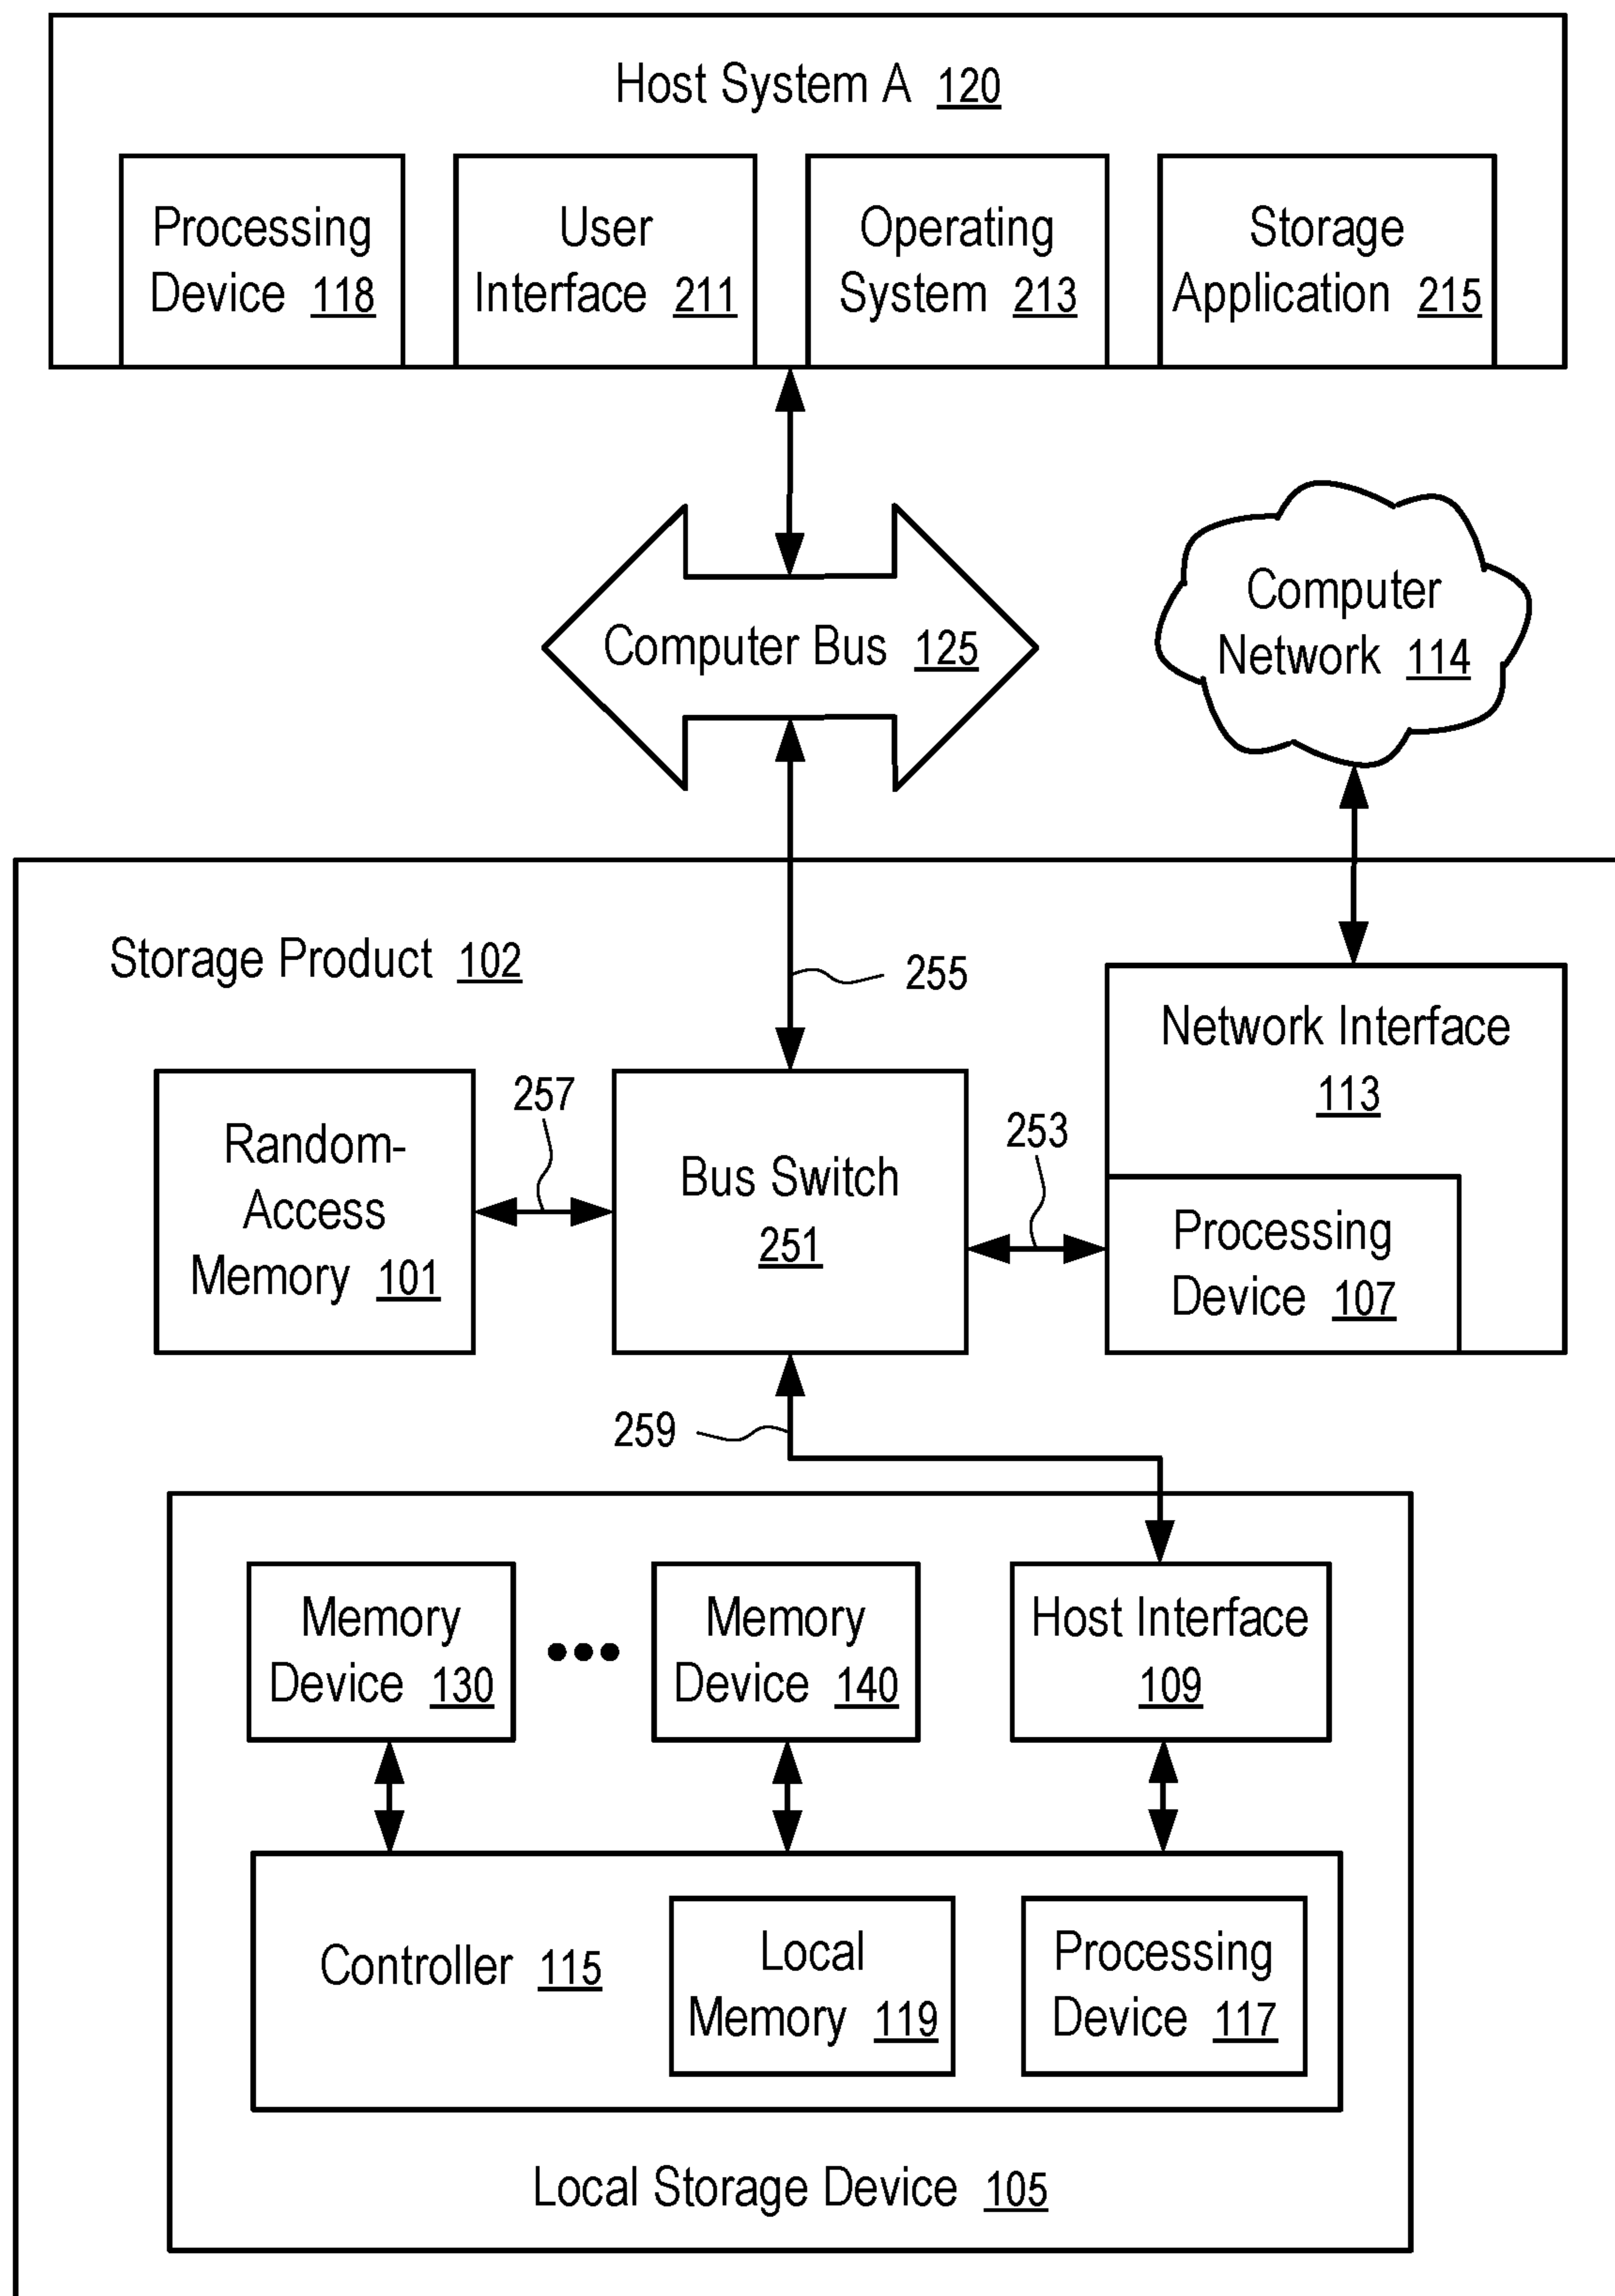 Host System A 120
Processing
Device 118
User
Interface 211
Operating
System 213
Storage
Application 215
Computer Bus 125
Computer
Network 114
Storage Product 102
255
Network Interface
113
Processing
Device 107
Random-
Access
Memory 101
257
Bus Switch
251
253
259
Memory
Device 130
Memory
Device 140
Host Interface
109
Controller 115
Local
Memory 119
Processing
Device 117
Local Storage Device 105